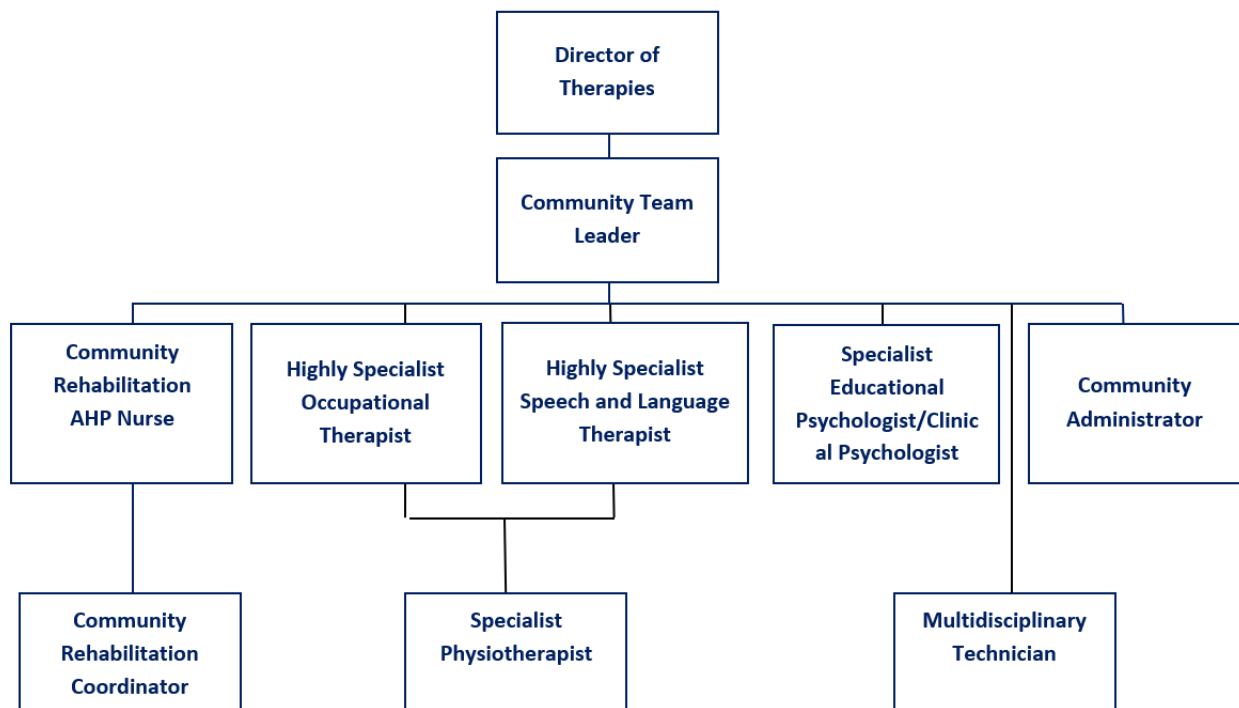 Director of
Therapies
Community Team
Leader
Community
Rehabilitation
AHP Nurse
Highly Specialist
Occupational
Therapist
Highly Specialist
Speech and Language
Therapist
Specialist
Educational
Psychologist/Clinic
al Psychologist
Community
Administrator
Community
Rehabilitation
Coordinator
Specialist
Physiotherapist
Multidisciplinary
Technician